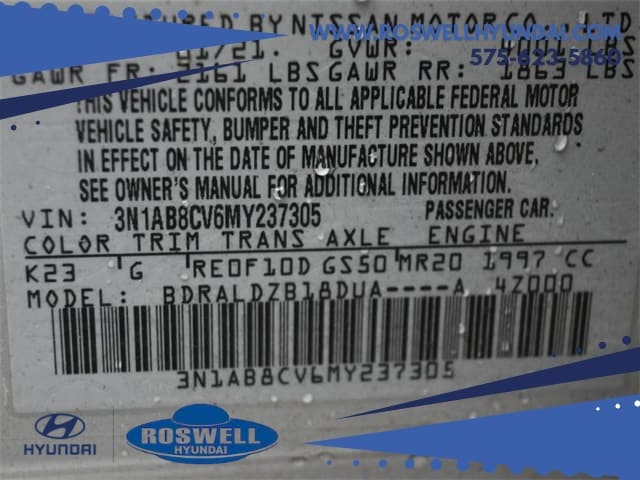 BY NISSAN MOTOR CO., LTD
WWW.ROSWELLHYUNDAI.COM
01/21. GVWR: LBS
575-623-5860
GAWR FR: 2161 LBS GAWR RR: 1863 LBS
THIS VEHICLE CONFORMS TO ALL APPLICABLE FEDERAL MOTOR
VEHICLE SAFETY, BUMPER AND THEFT PREVENTION STANDARDS
IN EFFECT ON THE DATE OF MANUFACTURE SHOWN ABOVE,
SEE OWNER'S MANUAL FOR ADDITIONAL INFORMATION
VIN: 3N1AB8CV6MY237305 PASSENGER CAR.
COLOR TRIM TRANS AXLE ENGINE
K23 G RE0F10D GS50 MR20 1997 CC
MODEL: BDRALDZB18DUA----A 4Z000
3N1AB8CV6MY237305
HYUNDAI
ROSWELL
HYUNDAI